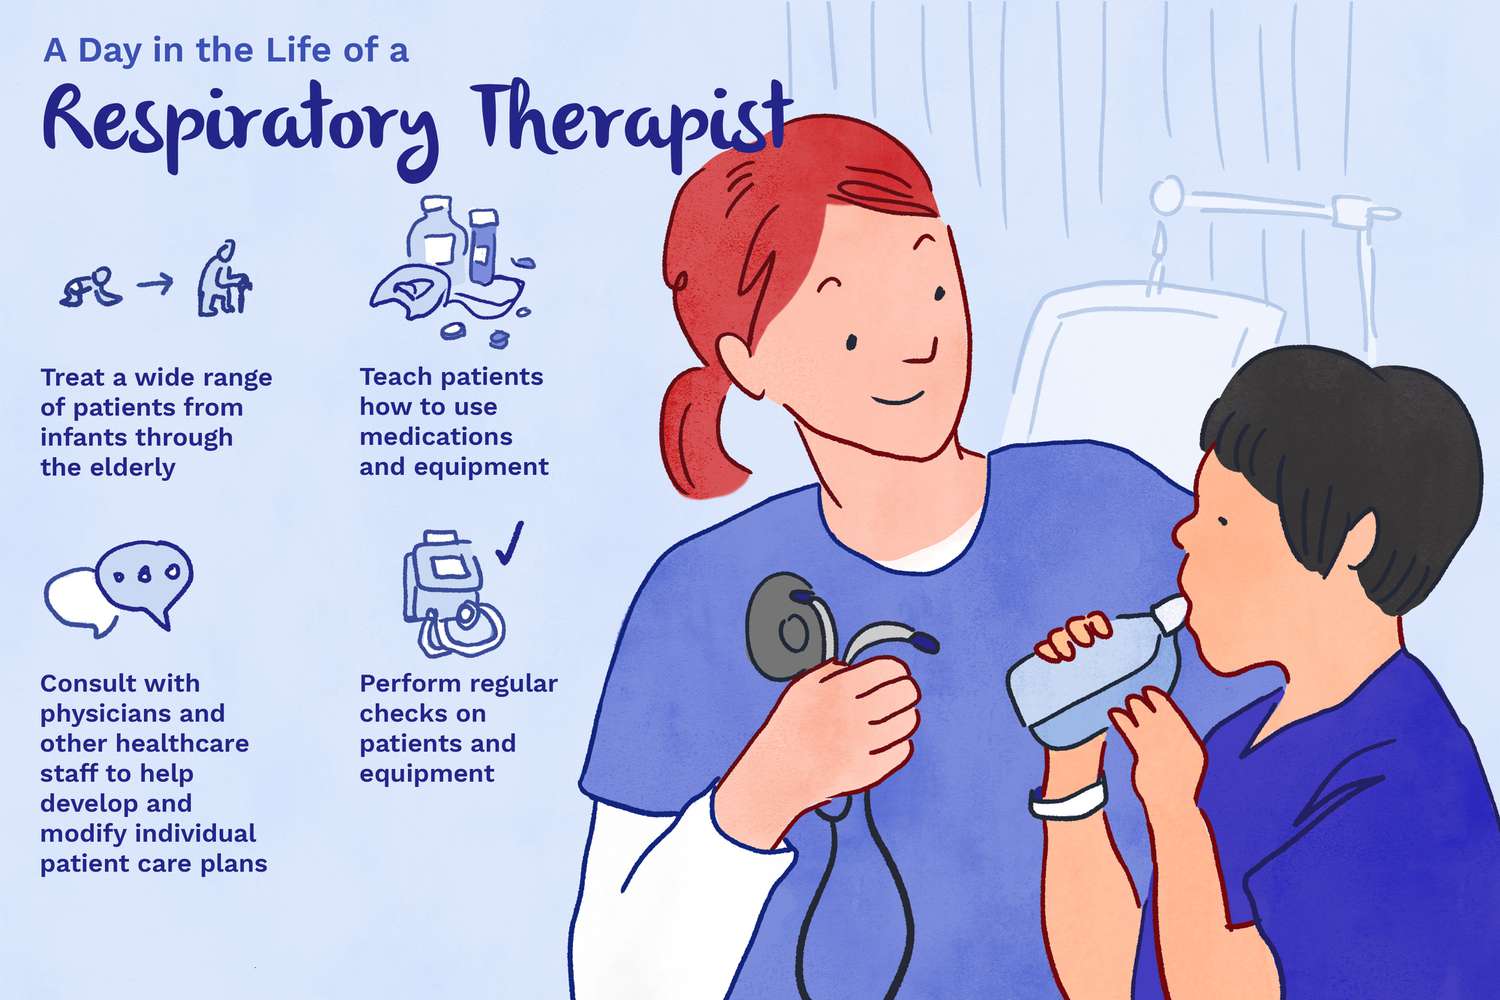 A Day in the Life of a
Respiratory Therapist
Treat a wide range
of patients from
infants through
the elderly
Teach patients
how to use
medications
and equipment
Consult with
physicians and
other healthcare
staff to help
develop and
modify individual
patient care plans
Perform regular
checks on
patients and
equipment